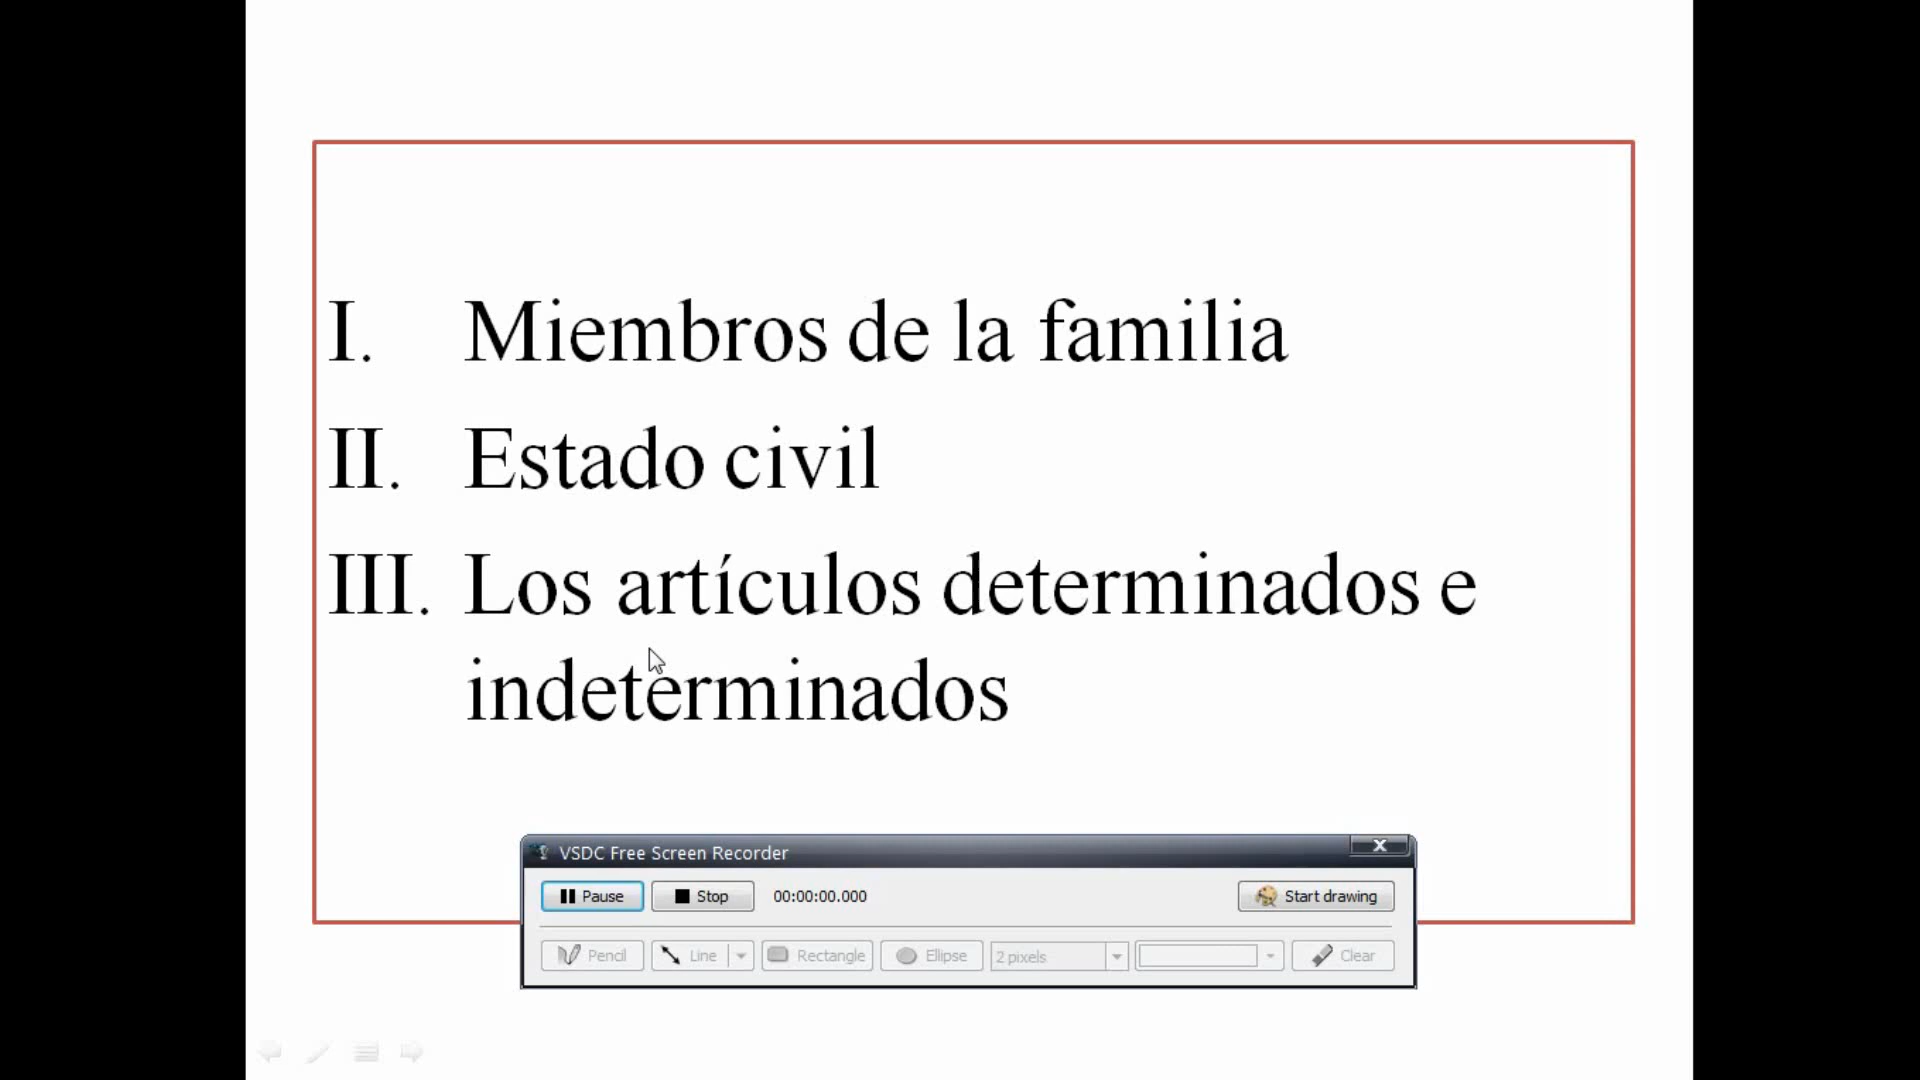 I. Miembros de la familia
II. Estado civil
III. Los artículos determinados e
indeterminados
VSDC Free Screen Recorder
Pause Stop 00:00:00.000 Start drawing
Pencil Line Rectangle Ellipse 2 pixels Clear